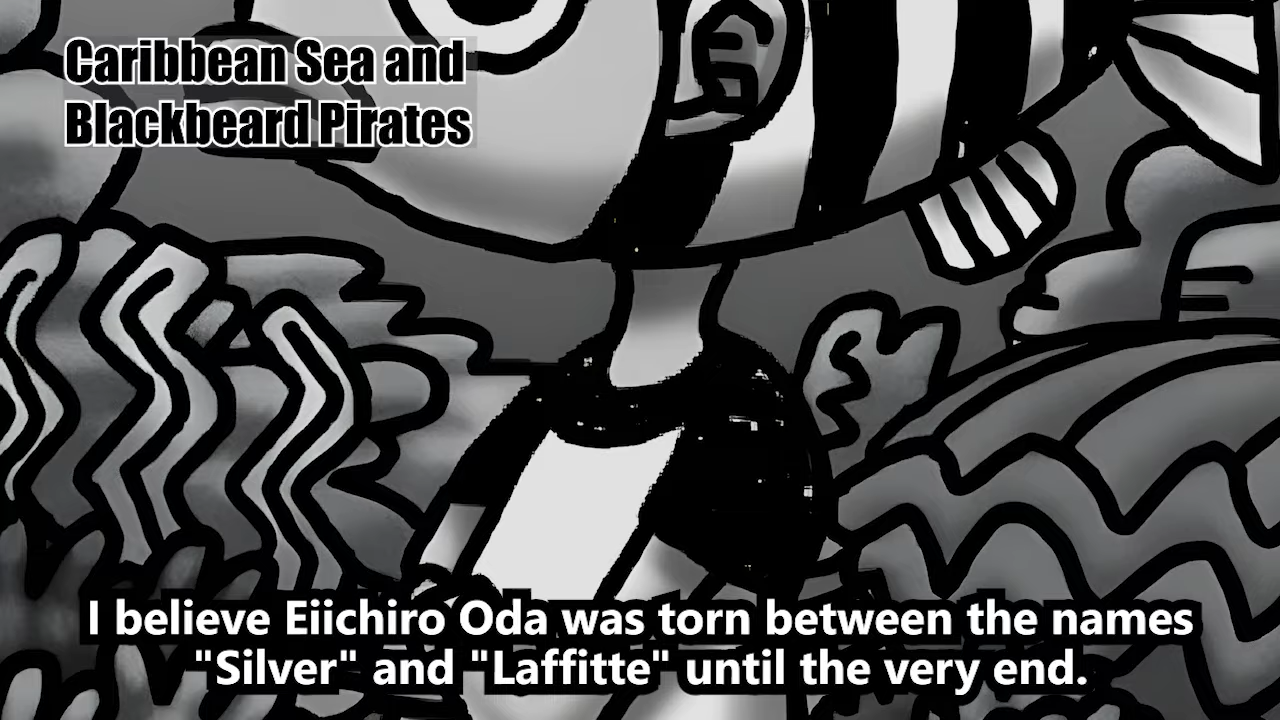 Caribbean Sea and
Blackbeard Pirates
I believe Eiichiro Oda was torn between the names
"Silver" and "Laffitte" until the very end.